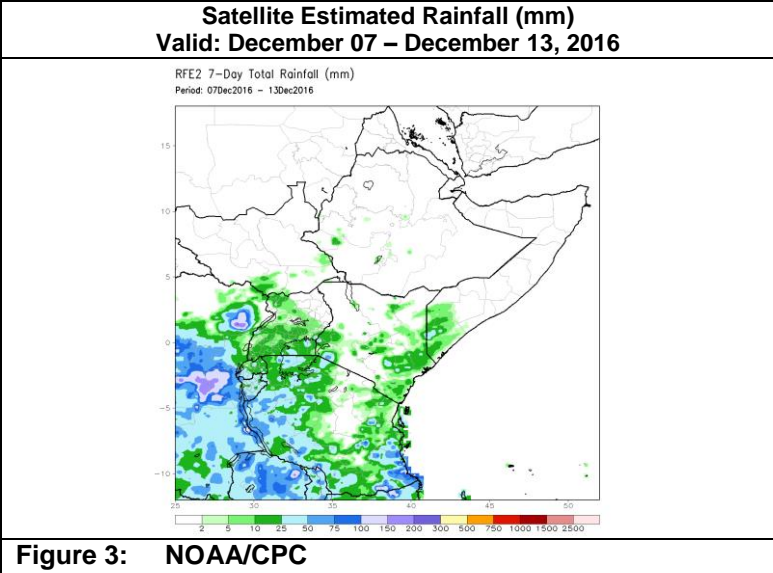 Satellite Estimated Rainfall (mm)
Valid: December 07 – December 13, 2016
RFE2 7-Day Total Rainfall (mm)
Period: 07Dec2016 – 13Dec2016
15
10
5
0
-5
-10
25 30 35 40 45 50
2 5 10 25 50 75 100 150 200 300 500 750 1000 1500 2500
Figure 3: NOAA/CPC